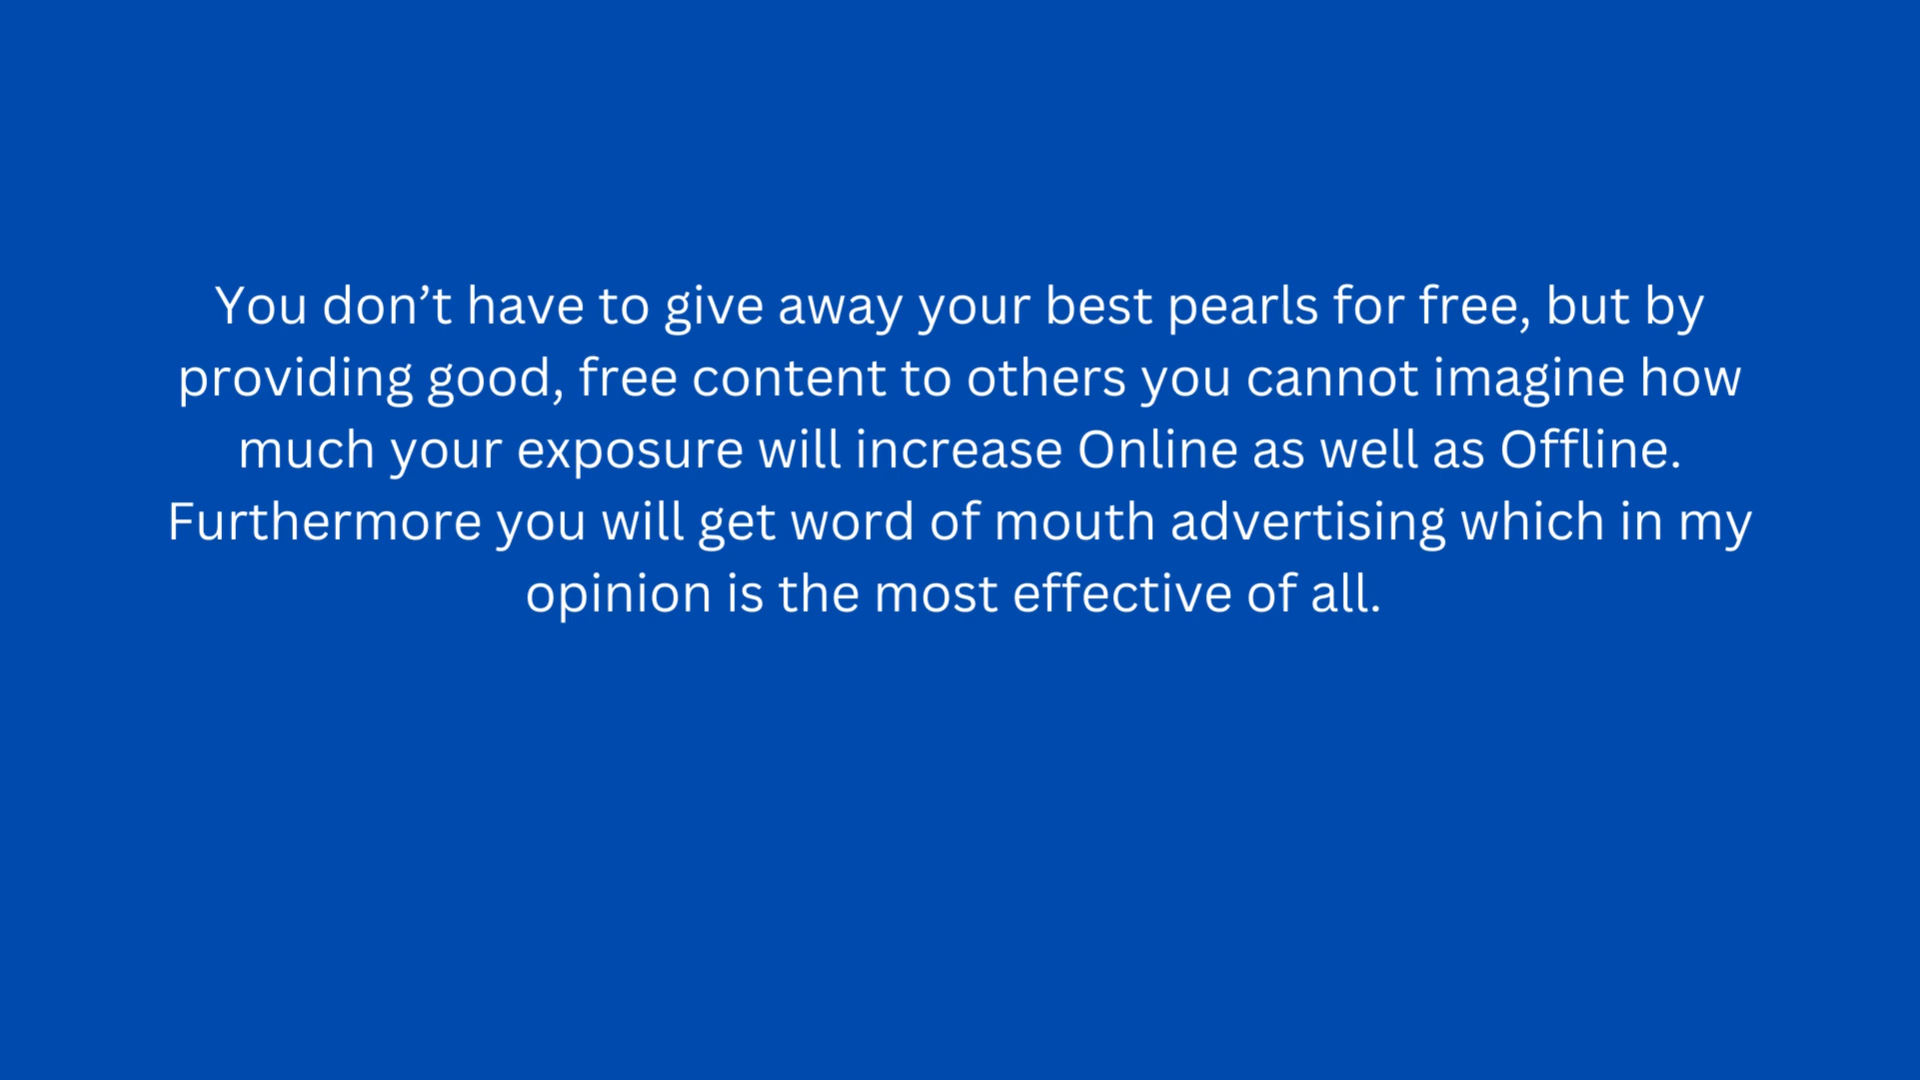 You don’t have to give away your best pearls for free, but by
providing good, free content to others you cannot imagine how
much your exposure will increase Online as well as Offline.
Furthermore you will get word of mouth advertising which in my
opinion is the most effective of all.